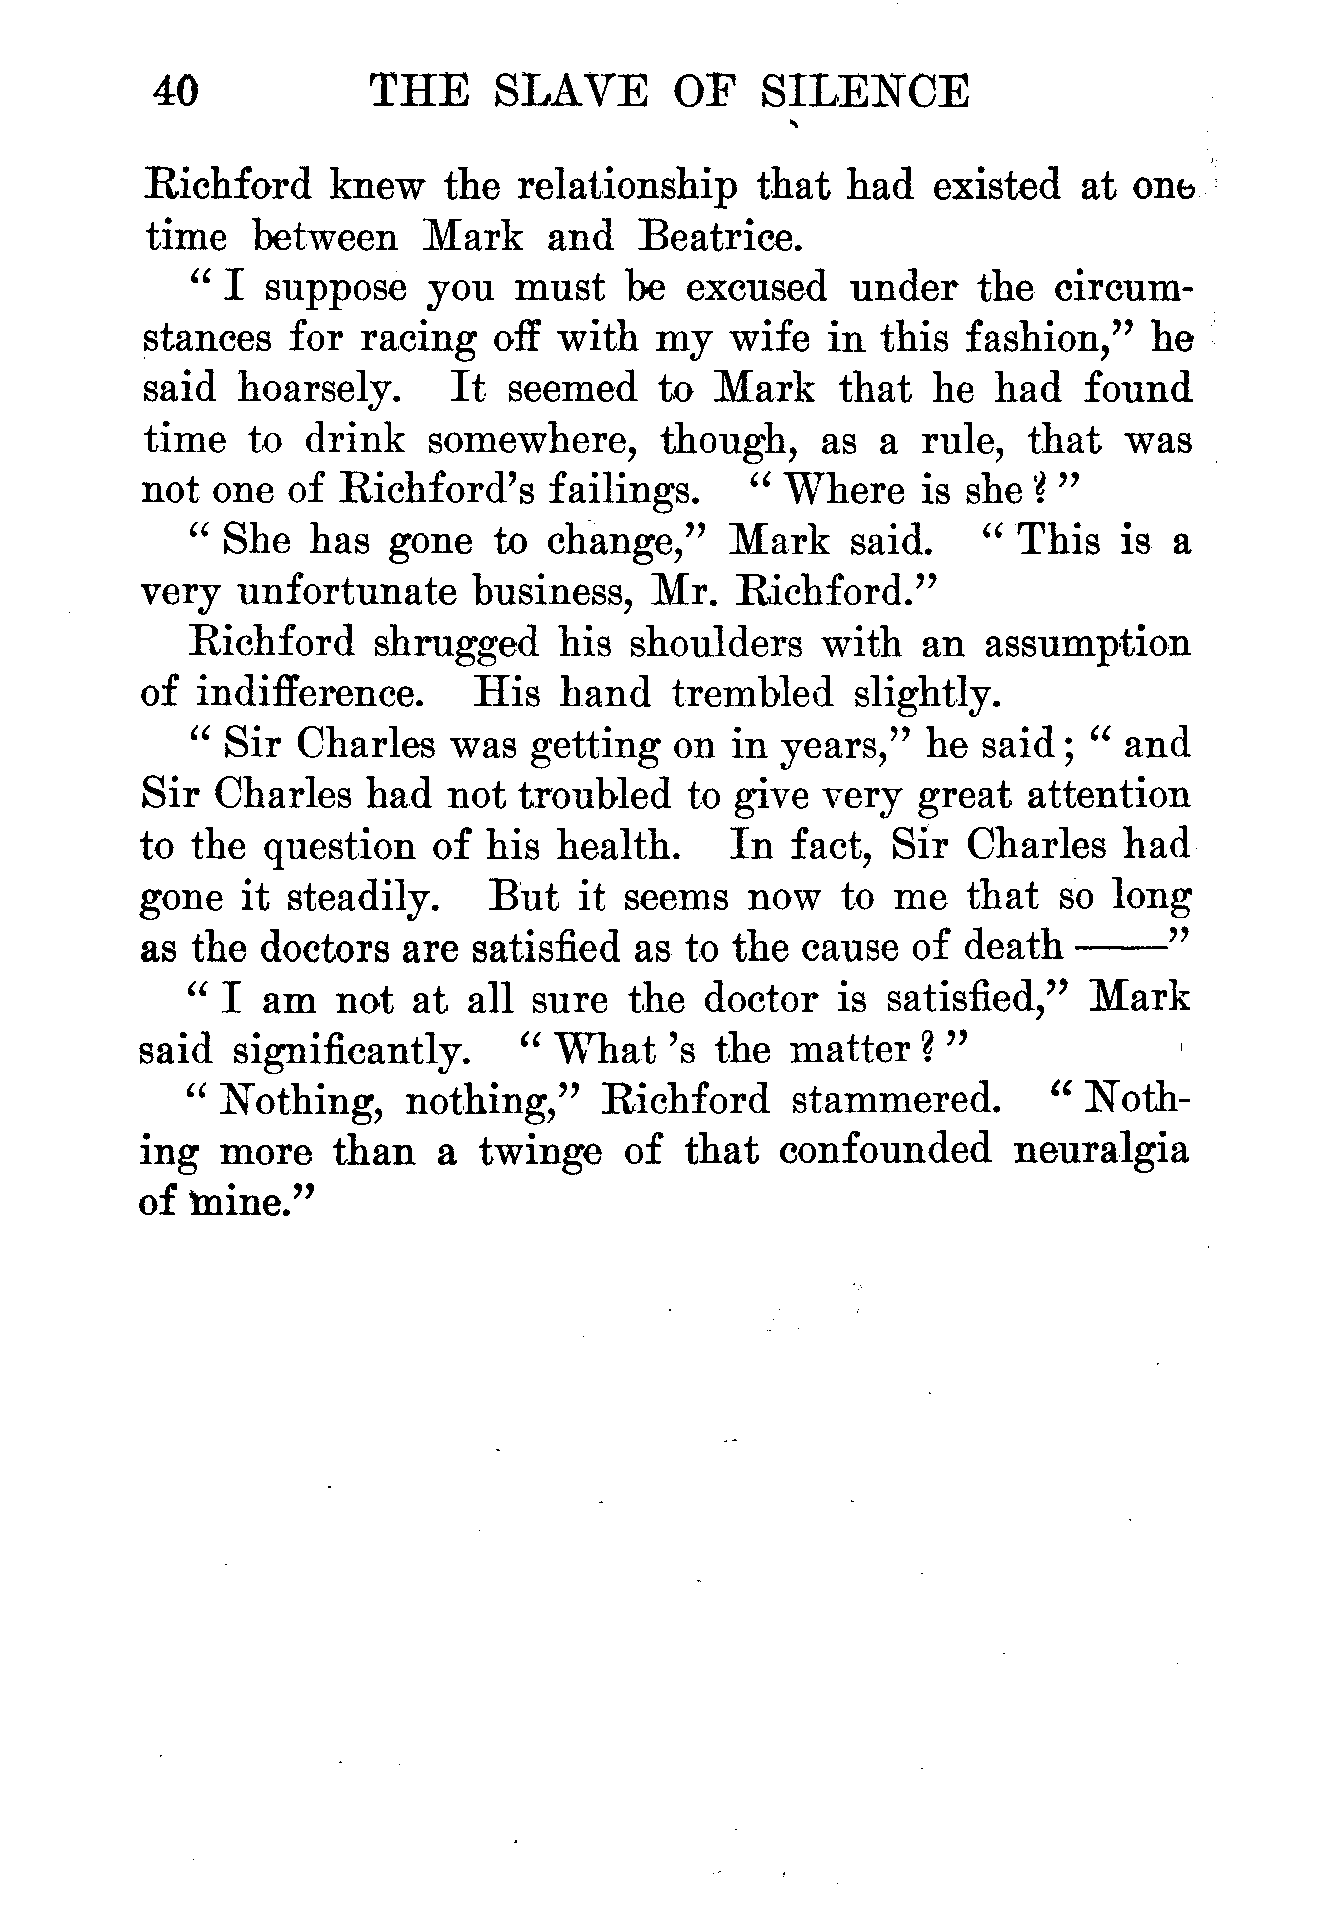 40 THE SLAVE OF SILENCE
Richford knew the relationship that had existed at one
time between Mark and Beatrice.
“ I suppose you must be excused under the circum-
stances for racing off with my wife in this fashion,” he
said hoarsely. It seemed to Mark that he had found
time to drink somewhere, though, as a rule, that was
not one of Richford’s failings. “ Where is she ? ”
“ She has gone to change,” Mark said. “ This is a
very unfortunate business, Mr. Richford.”
Richford shrugged his shoulders with an assumption
of indifference. His hand trembled slightly.
“ Sir Charles was getting on in years,” he said ; “ and
Sir Charles had not troubled to give very great attention
to the question of his health. In fact, Sir Charles had
gone it steadily. But it seems now to me that so long
as the doctors are satisfied as to the cause of death ——”
“ I am not at all sure the doctor is satisfied,” Mark
said significantly. “ What ’s the matter ? ”
“ Nothing, nothing,” Richford stammered. “ Noth-
ing more than a twinge of that confounded neuralgia
of mine.”